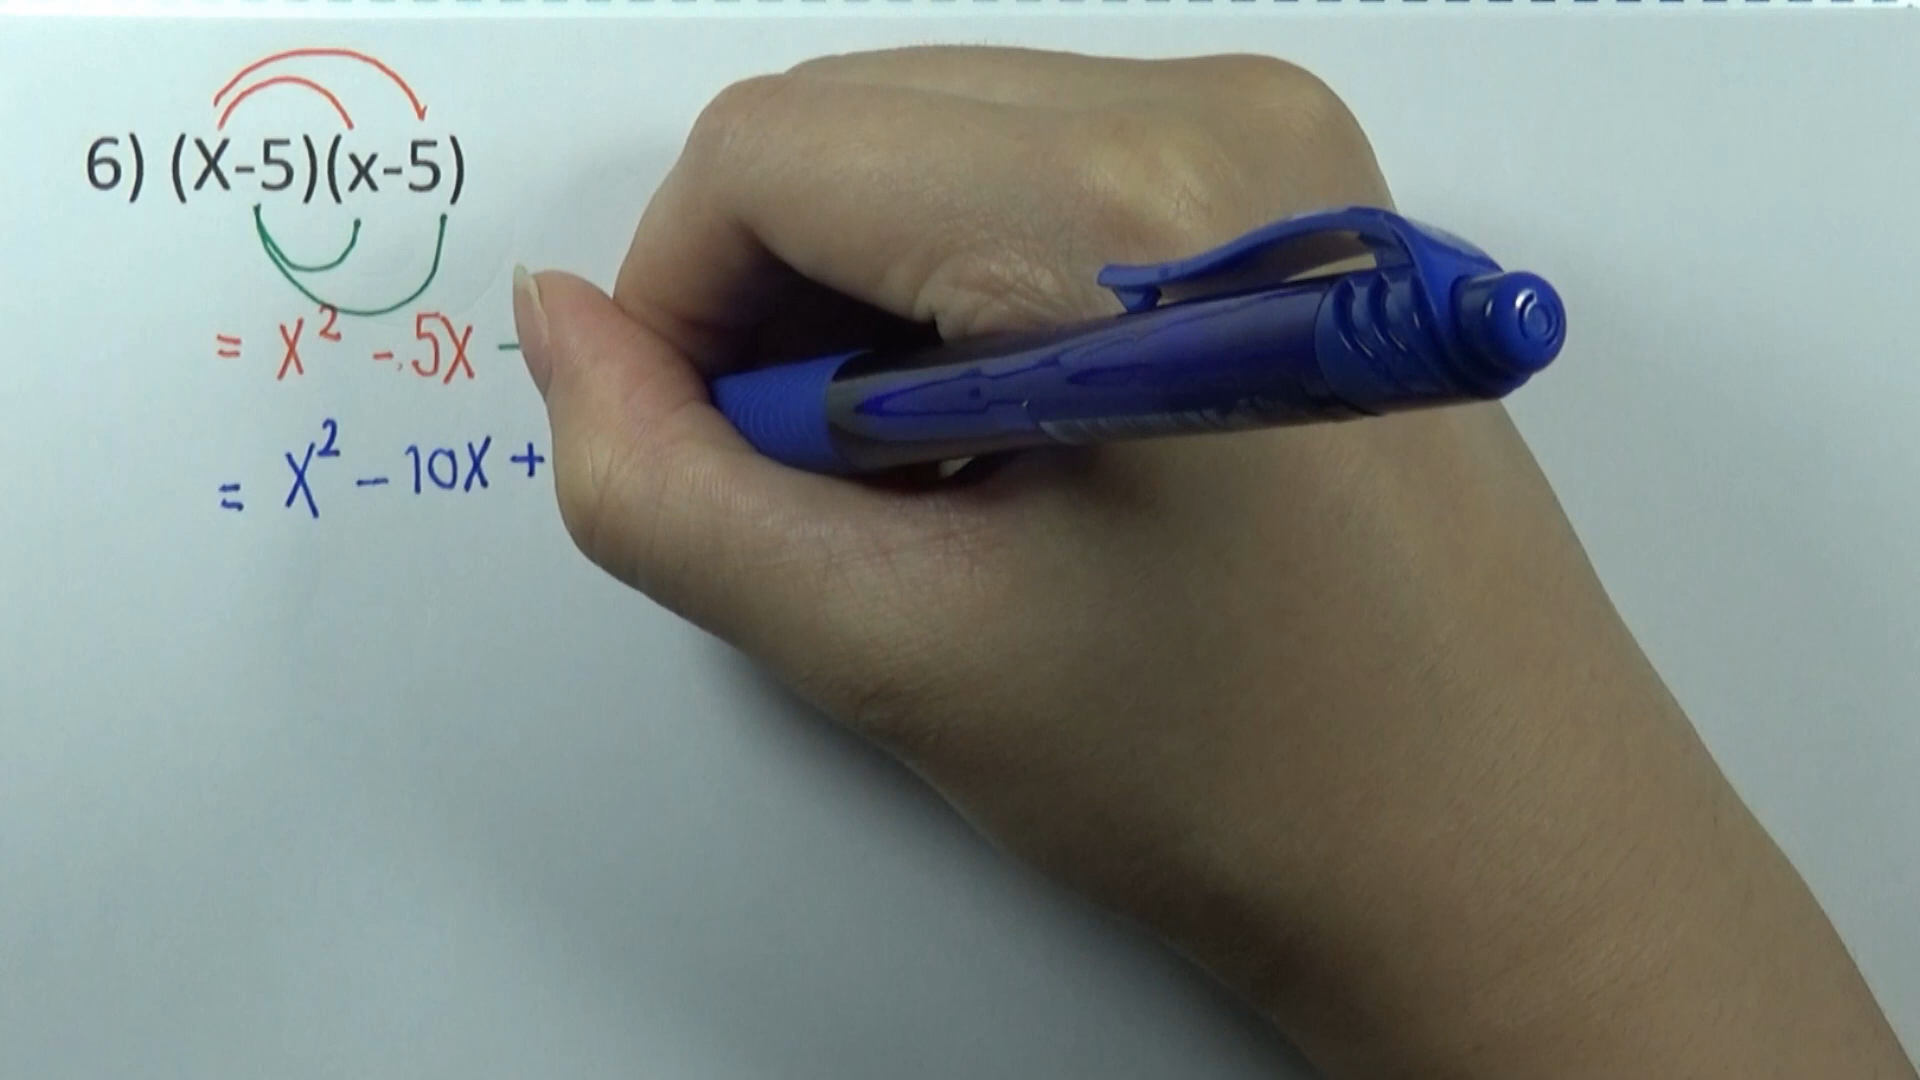 6) (X-5)(x-5)
= x² - 5x -
= x² - 10x +